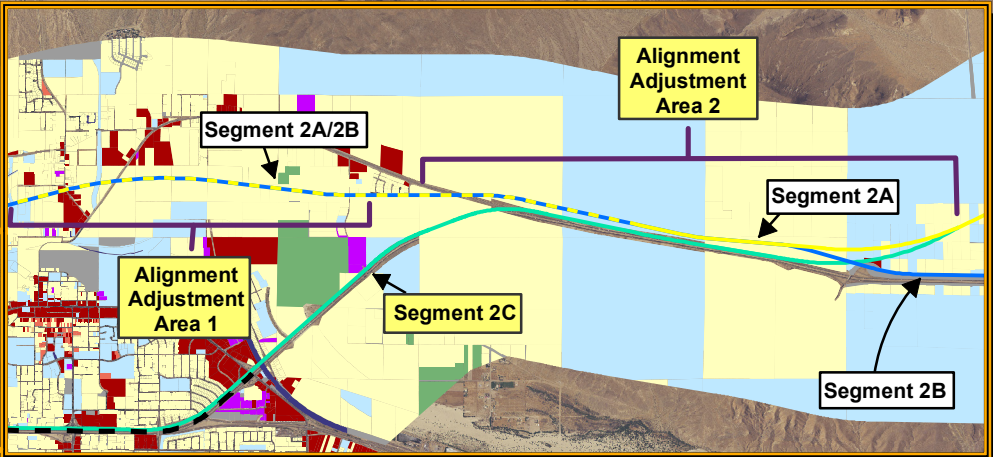 Alignment
Adjustment
Area 2
Segment 2A/2B
Segment 2A
Alignment
Adjustment
Area 1
Segment 2C
Segment 2B